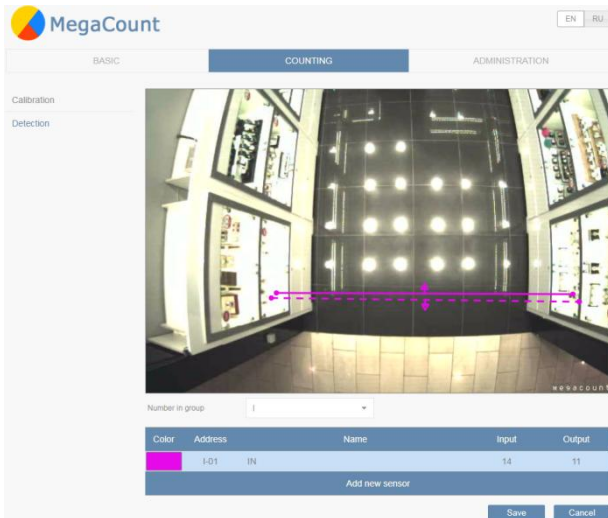 MegaCount
EN RU
BASIC COUNTING ADMINISTRATION
Calibration
Detection
megacount
Number in group I
Color Address Name Input Output
I-01 IN 14 11
Add new sensor
Save Cancel